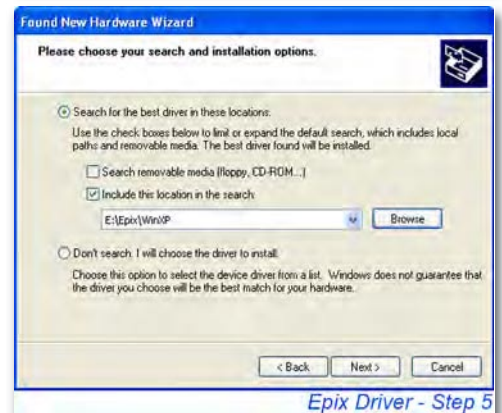 Found New Hardware Wizard
Please choose your search and installation options.
Search for the best driver in these locations.
Use the check boxes below to limit or expand the default search, which includes local
paths and removable media. The best driver found will be installed.
Search removable media (floppy, CD-ROM...)
Include this location in the search:
E:\Epix\WinXP
Browse
Don't search. I will choose the driver to install.
Choose this option to select the device driver from a list. Windows does not guarantee that
the driver you choose will be the best match for your hardware.
< Back
Next >
Cancel
Epix Driver - Step 5